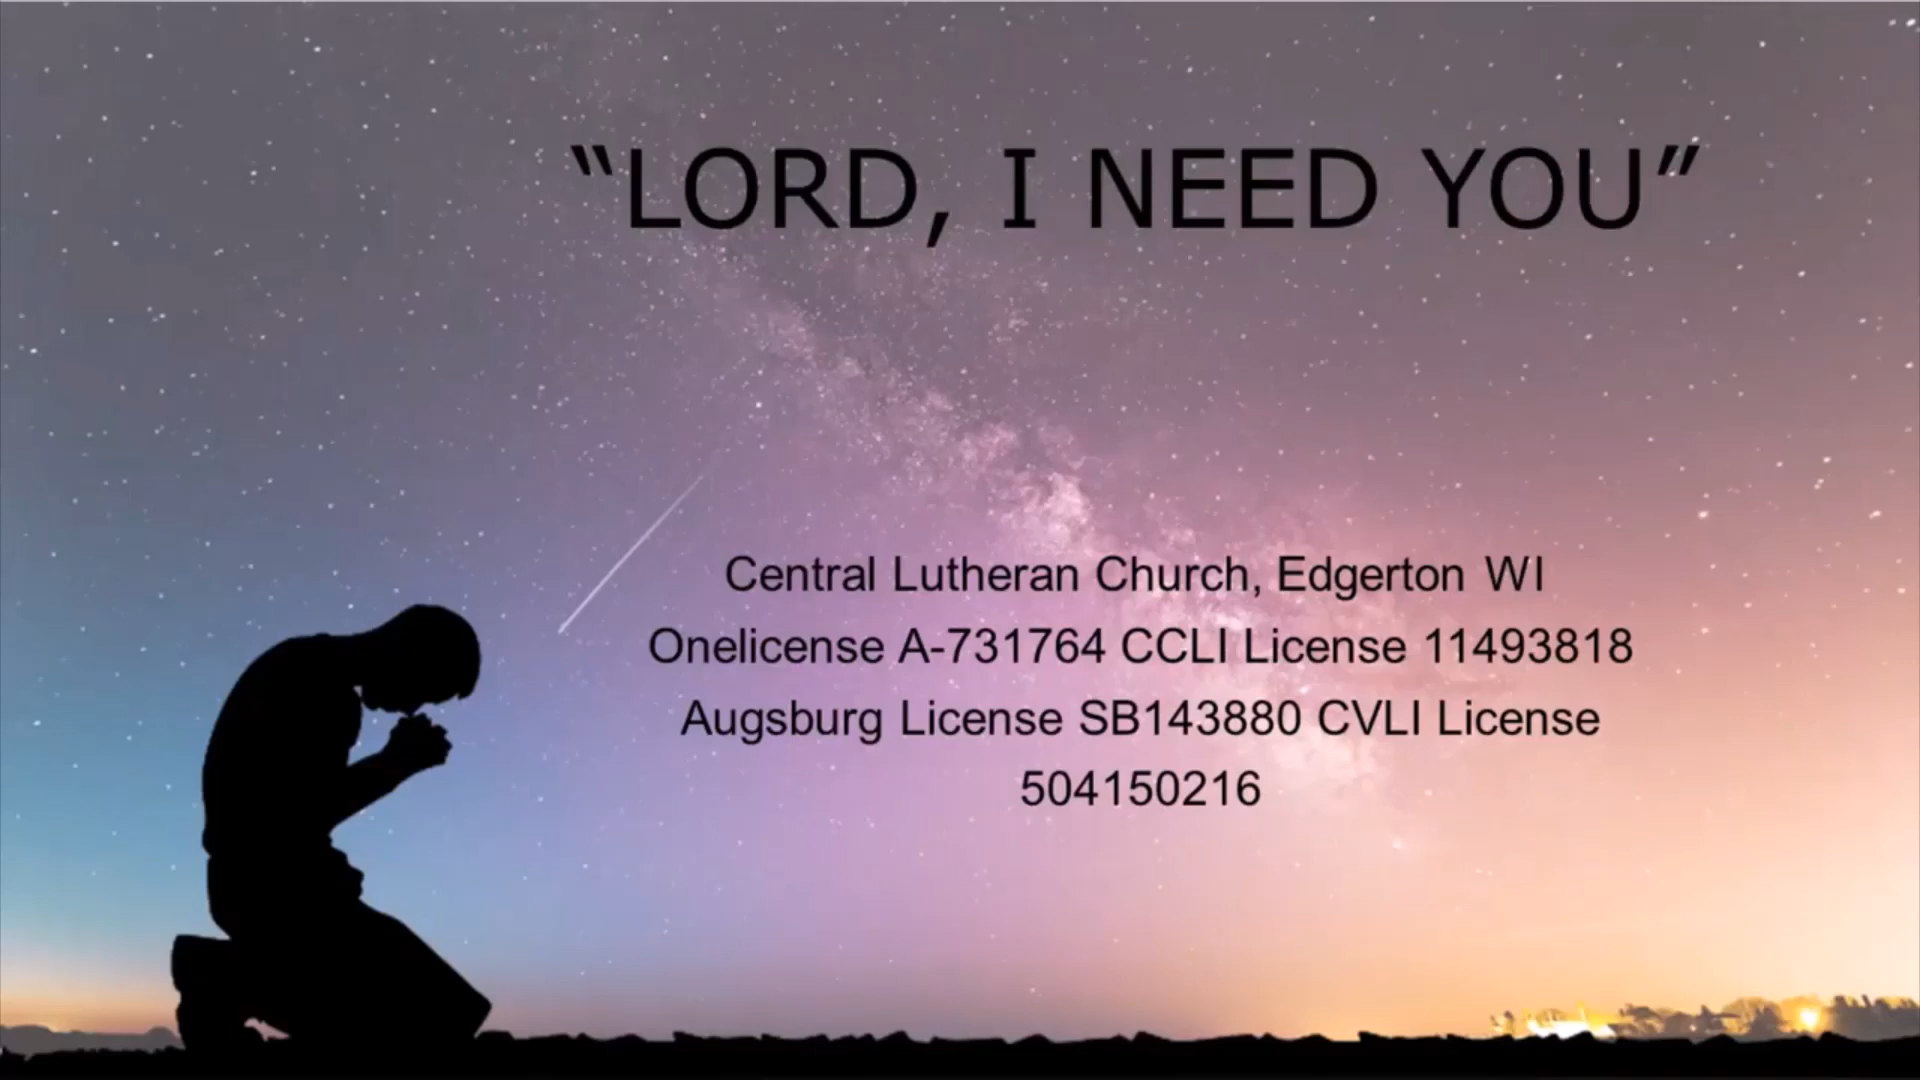 “LORD, I NEED YOU”
Central Lutheran Church, Edgerton WI
Onelicense A-731764 CCLI License 11493818
Augsburg License SB143880 CVLI License
504150216